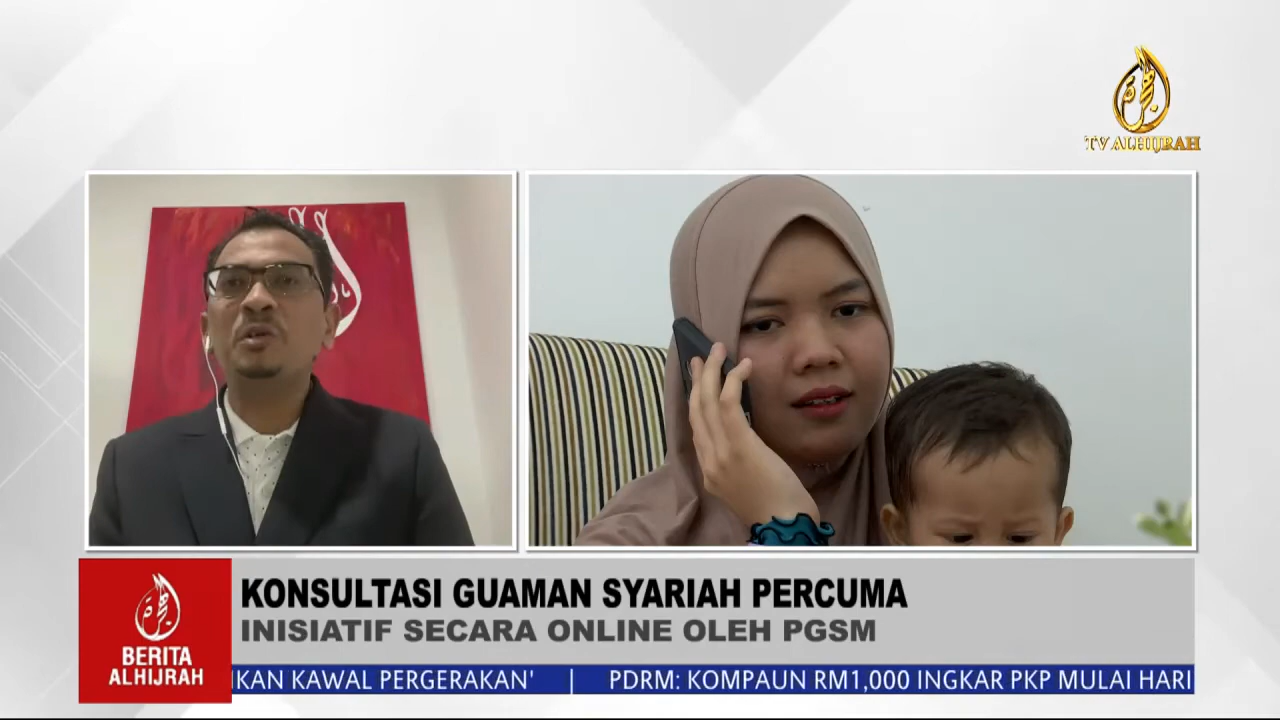 TV ALHIJRAH
KONSULTASI GUAMAN SYARIAH PERCUMA
INISIATIF SECARA ONLINE OLEH PGSM
BERITA
ALHIJRAH
IKAN KAWAL PERGERAKAN' | PDRM: KOMPAUN RM1,000 INGKAR PKP MULAI HARI